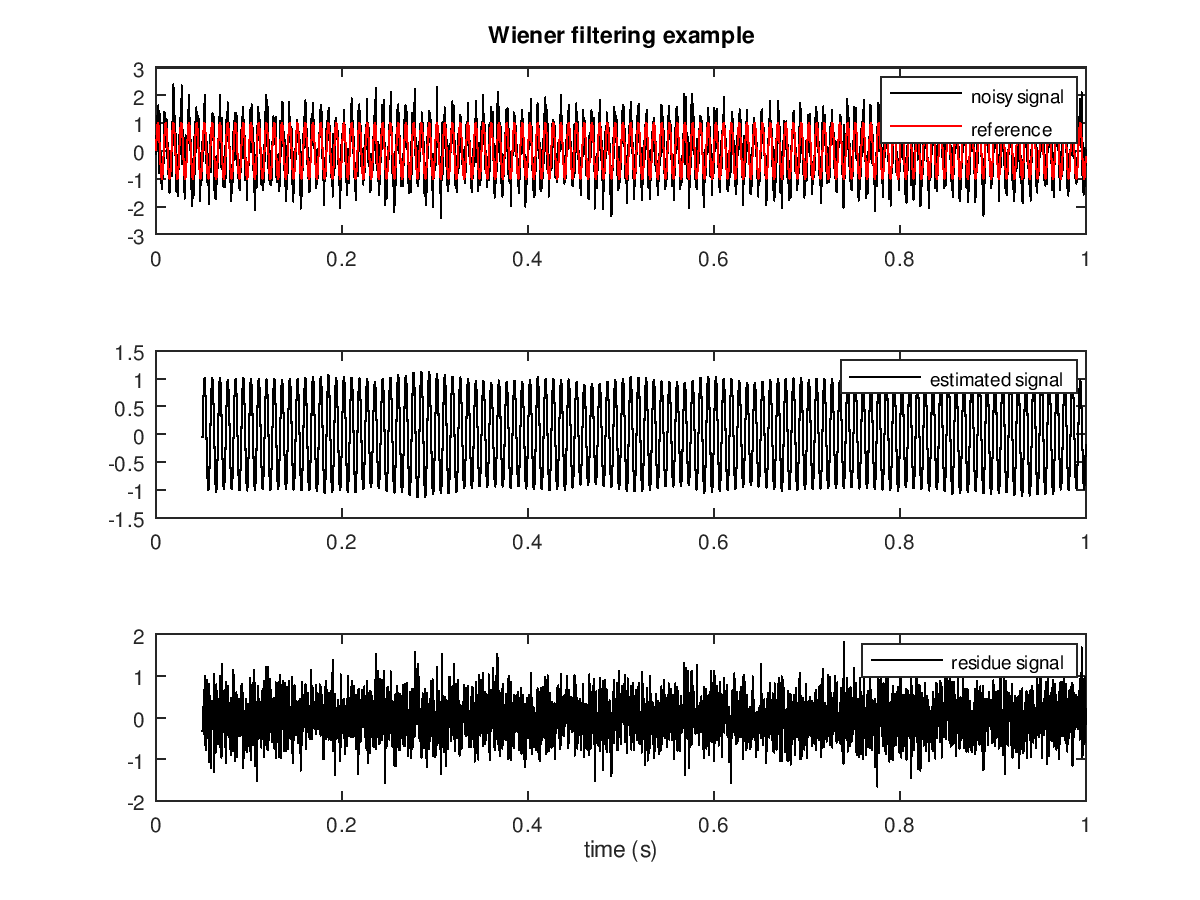 Wiener filtering example
3
2
1
0
-1
-2
-3
noisy signal
reference
0 0.2 0.4 0.6 0.8 1
1.5
1
0.5
0
-0.5
-1
-1.5
estimated signal
0 0.2 0.4 0.6 0.8 1
2
1
0
-1
-2
residue signal
0 0.2 0.4 0.6 0.8 1
time (s)